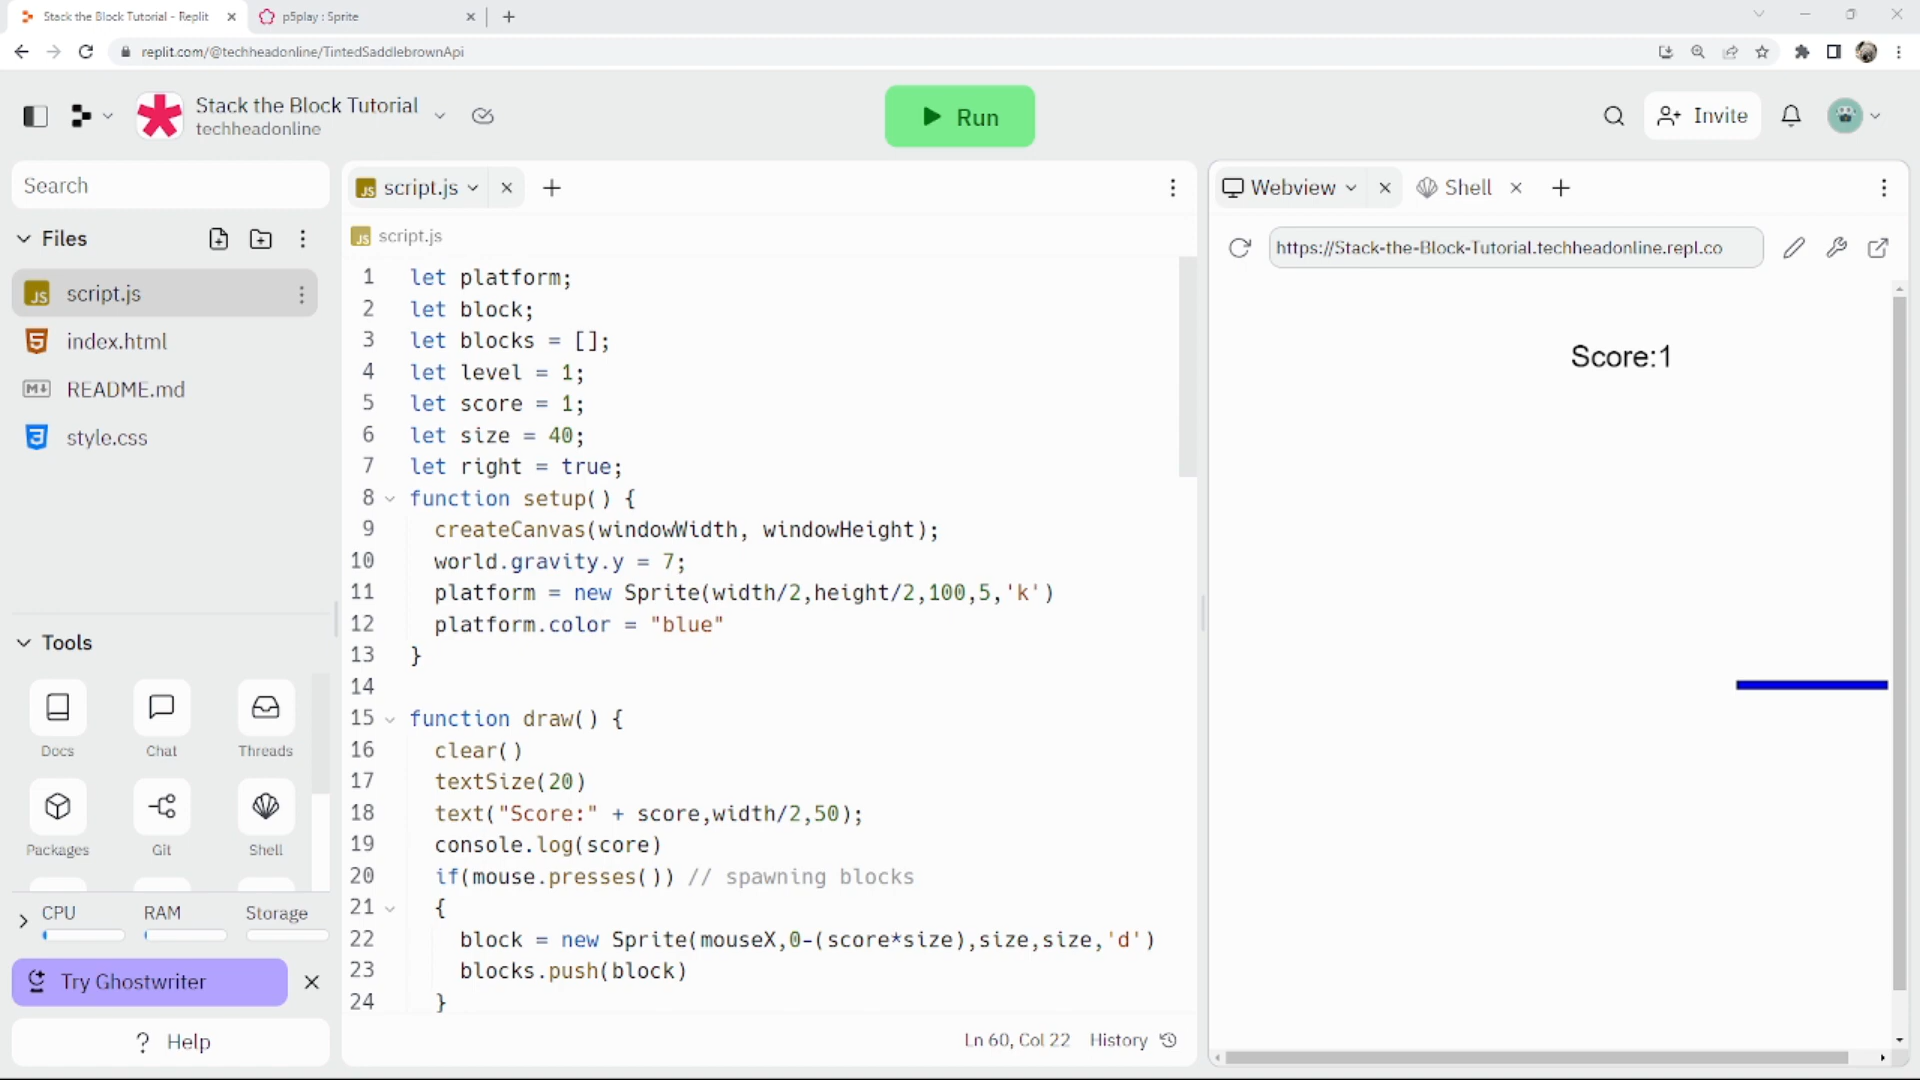 Stack the Block Tutorial - Replit
p5play : Sprite
replit.com/@techheadonline/TintedSaddlebrownApi
Stack the Block Tutorial
techheadonline
Run
Invite
Search
Files
script.js
index.html
README.md
style.css
Tools
Docs
Chat
Threads
Packages
Git
Shell
CPU
RAM
Storage
Try Ghostwriter
? Help
JS script.js
JS script.js
1 let platform;
2 let block;
3 let blocks = [];
4 let level = 1;
5 let score = 1;
6 let size = 40;
7 let right = true;
8 function setup() {
9 createCanvas(windowWidth, windowHeight);
10 world.gravity.y = 7;
11 platform = new Sprite(width/2,height/2,100,5,'k')
12 platform.color = "blue"
13 }
14
15 function draw() {
16 clear()
17 textSize(20)
18 text("Score:" + score,width/2,50);
19 console.log(score)
20 if(mouse.presses()) // spawning blocks
21 {
22 block = new Sprite(mouseX,0-(score*size),size,size,'d')
23 blocks.push(block)
24 }
Ln 60, Col 22
History
Webview
Shell
https://Stack-the-Block-Tutorial.techheadonline.repl.co
Score:1